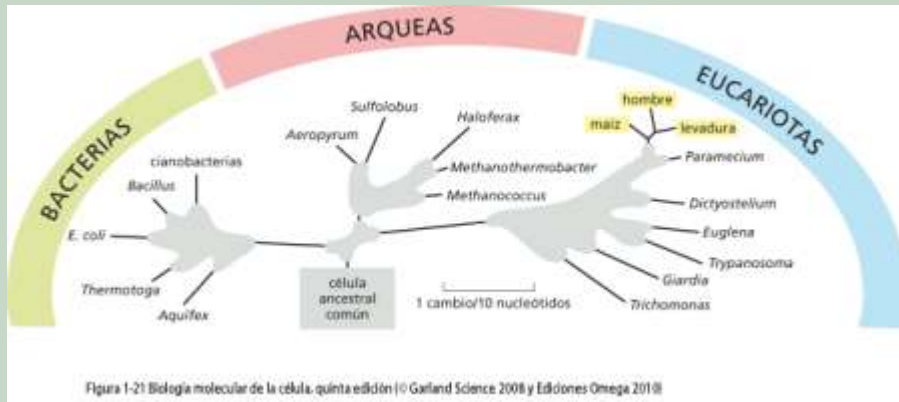 BACTERIAS
ARQUEAS
EUCARIOTAS
cianobacterias
Bacillus
E. coli
Thermotoga
Aquifex
Aeropyrum
Sulfolobus
Haloferax
Methanothermobacter
Methanococcus
célula
ancestral
común
1 cambio/10 nucleótidos
hombre
maíz
levadura
Paramecium
Dictyostelium
Euglena
Trypanosoma
Giardia
Trichomonas
Figura 1-21 Biología molecular de la célula, quinta edición (© Garland Science 2008 y Ediciones Omega 2010)